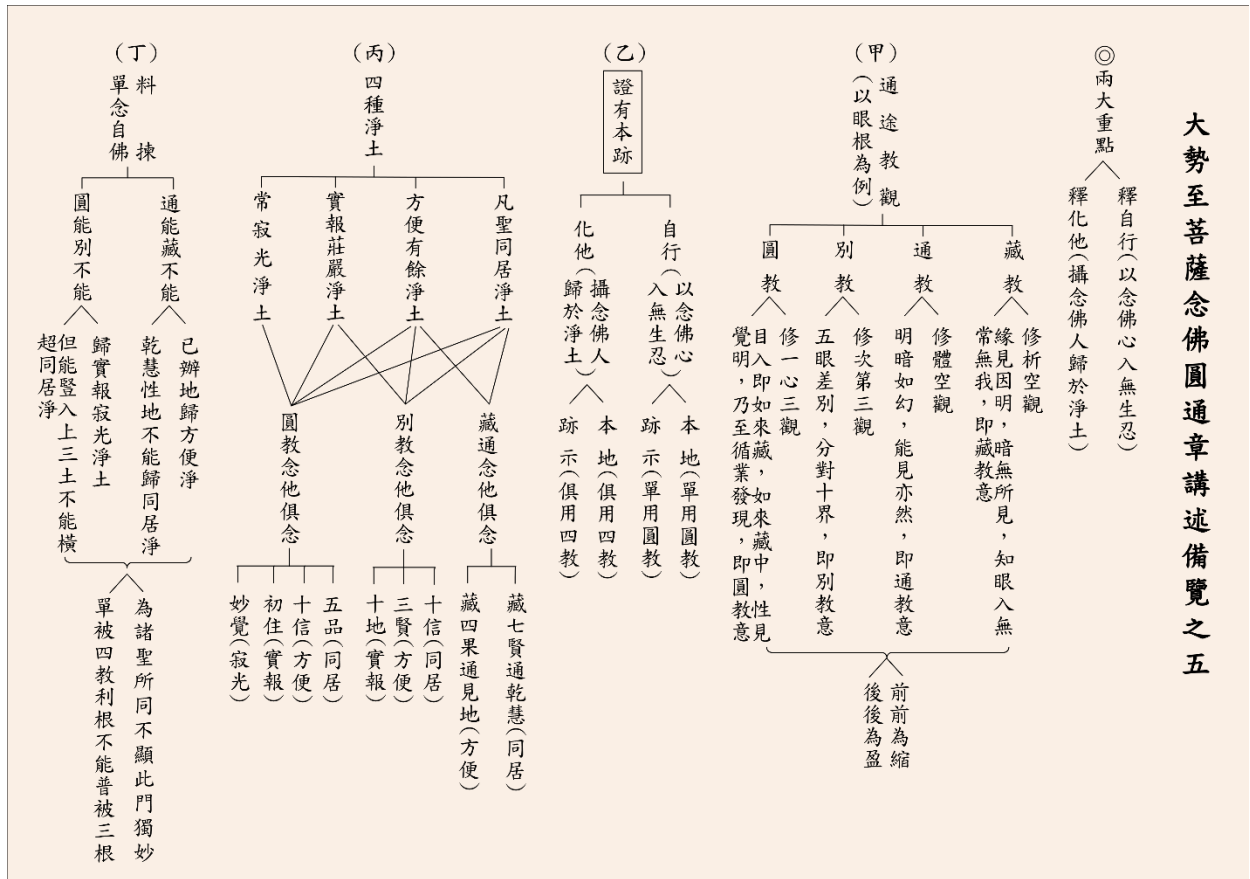 大勢至菩薩念佛圓通章講述備覽之五
◎兩大重點
釋自行（以念佛心入無生忍）
釋化他（攝念佛人歸於淨土）
（甲）
通途教觀
（以眼根為例）
藏教
修析空觀
緣見因明，暗無所見，知眼入無
常無我，即藏教意
通教
修體空觀
明暗如幻，能見亦然，即通教意
別教
修次第三觀
五眼差別，分對十界，即別教意
圓教
修一心三觀
目入即如來藏，如來藏中，性見
覺明，乃至循業發現，即圓教意
前前為縮
後後為盈
（乙）
證有本跡
自行（以念佛心
入無生忍）
本地（單用圓教）
跡示（單用圓教）
化他（攝念佛人
歸於淨土）
本地（俱用四教）
跡示（俱用四教）
（丙）
四種淨土
凡聖同居淨土
方便有餘淨土
實報莊嚴淨土
常寂光淨土
藏通念他俱念
藏七賢通乾慧（同居）
藏四果通見地（方便）
別教念他俱念
十信（同居）
三賢（方便）
十地（實報）
圓教念他俱念
五品（同居）
十信（方便）
初住（實報）
妙覺（寂光）
（丁）
料揀
單念自佛
通能藏不能
已辦地歸方便淨
乾慧性地不能歸同居淨
圓能別不能
歸實報寂光淨土
但能豎入上三土不能橫
超同居淨
為諸聖所同不顯此門獨妙
單被四教利根不能普被三根